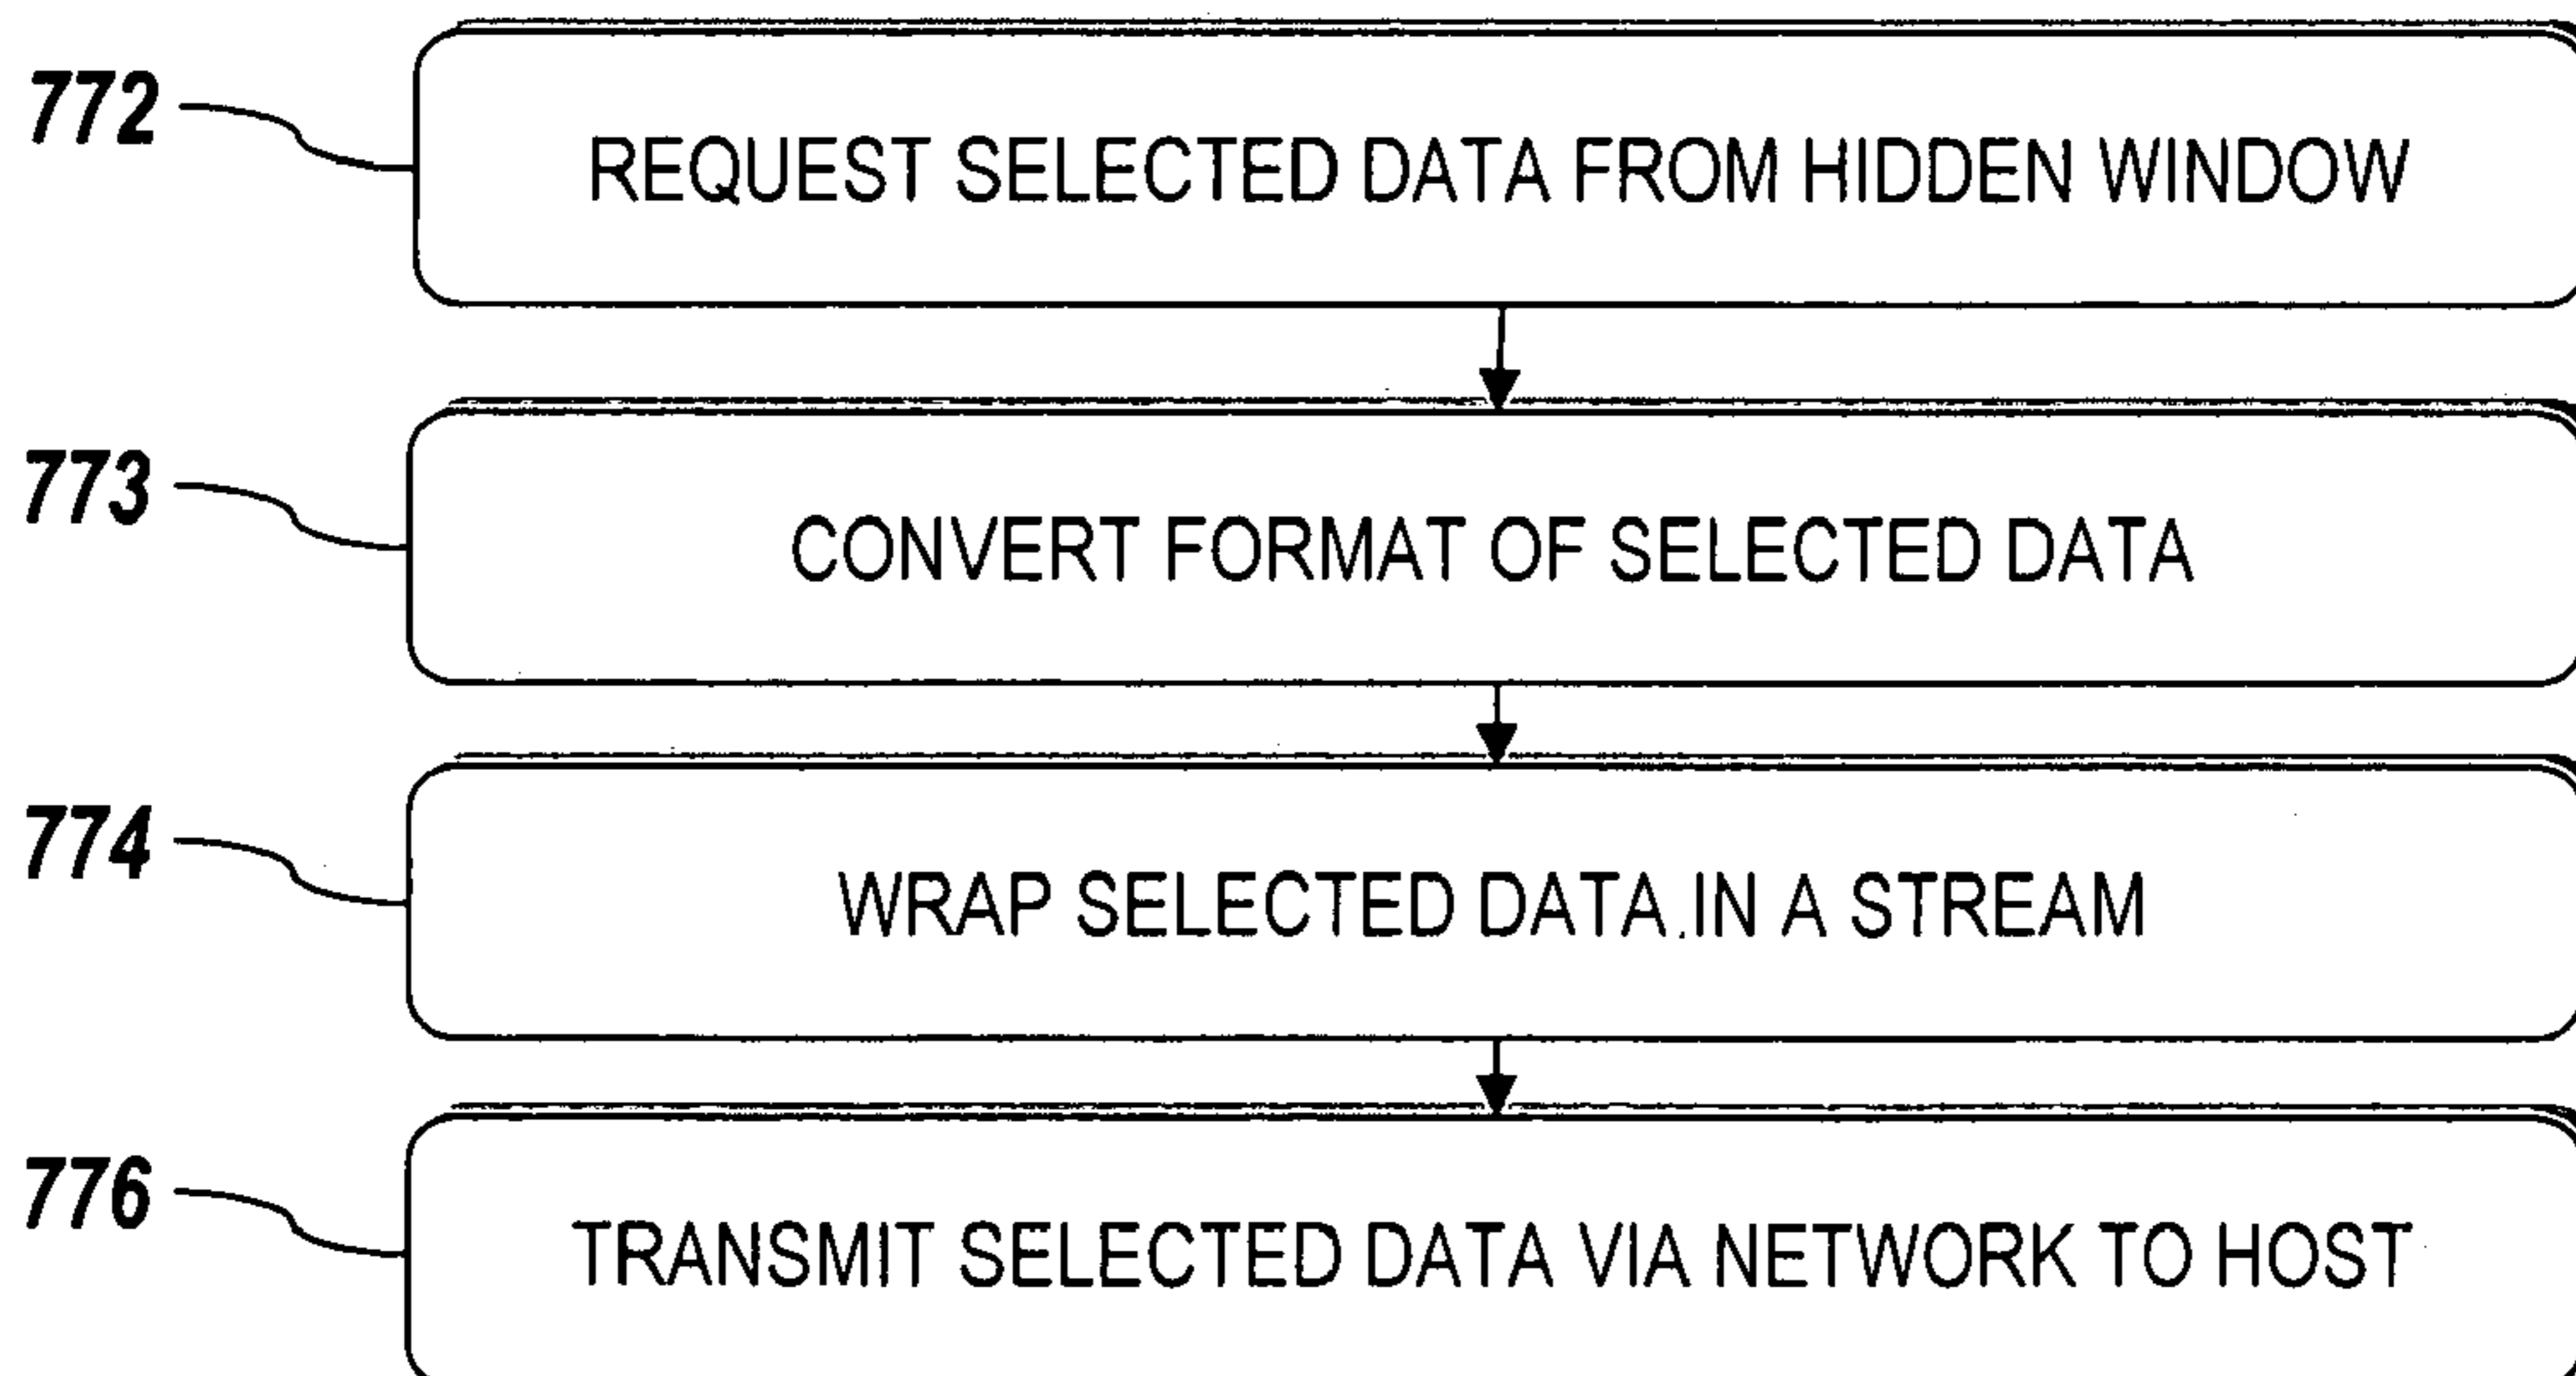 772 REQUEST SELECTED DATA FROM HIDDEN WINDOW
773 CONVERT FORMAT OF SELECTED DATA
774 WRAP SELECTED DATA IN A STREAM
776 TRANSMIT SELECTED DATA VIA NETWORK TO HOST